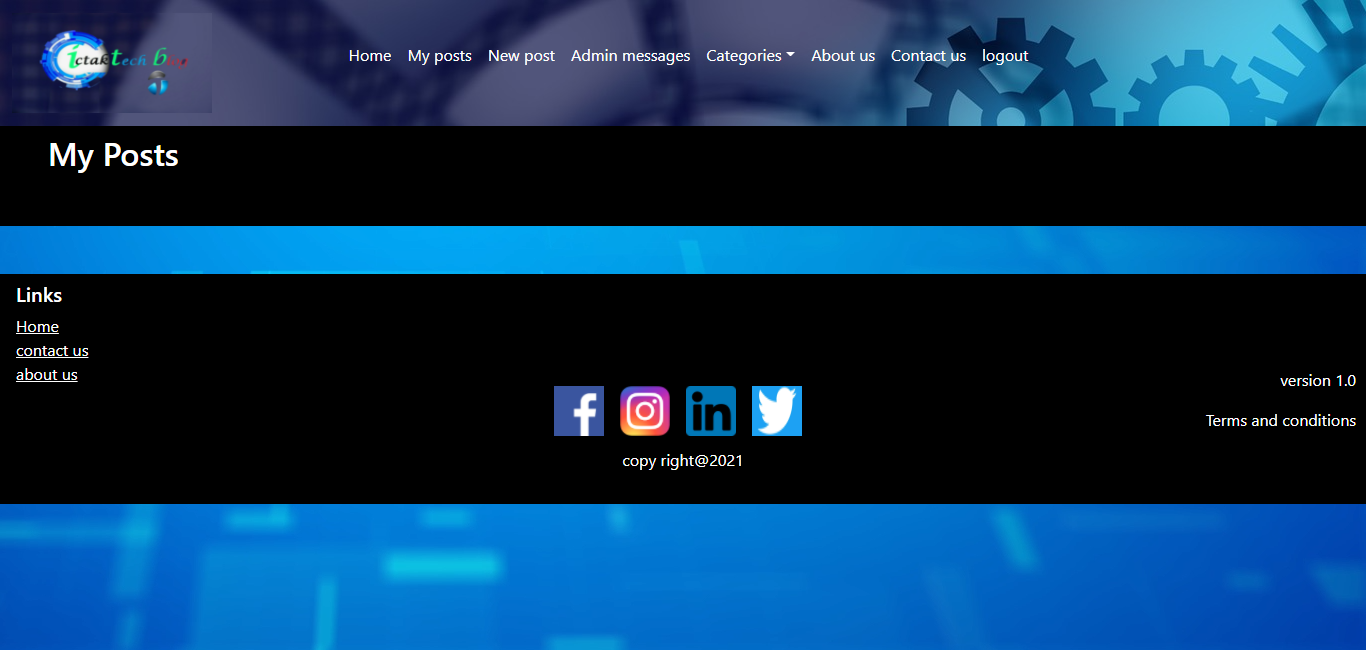 ictakTech Blog
Home My posts New post Admin messages Categories About us Contact us logout
My Posts
Links
Home
contact us
about us
version 1.0
Terms and conditions
copy right@2021